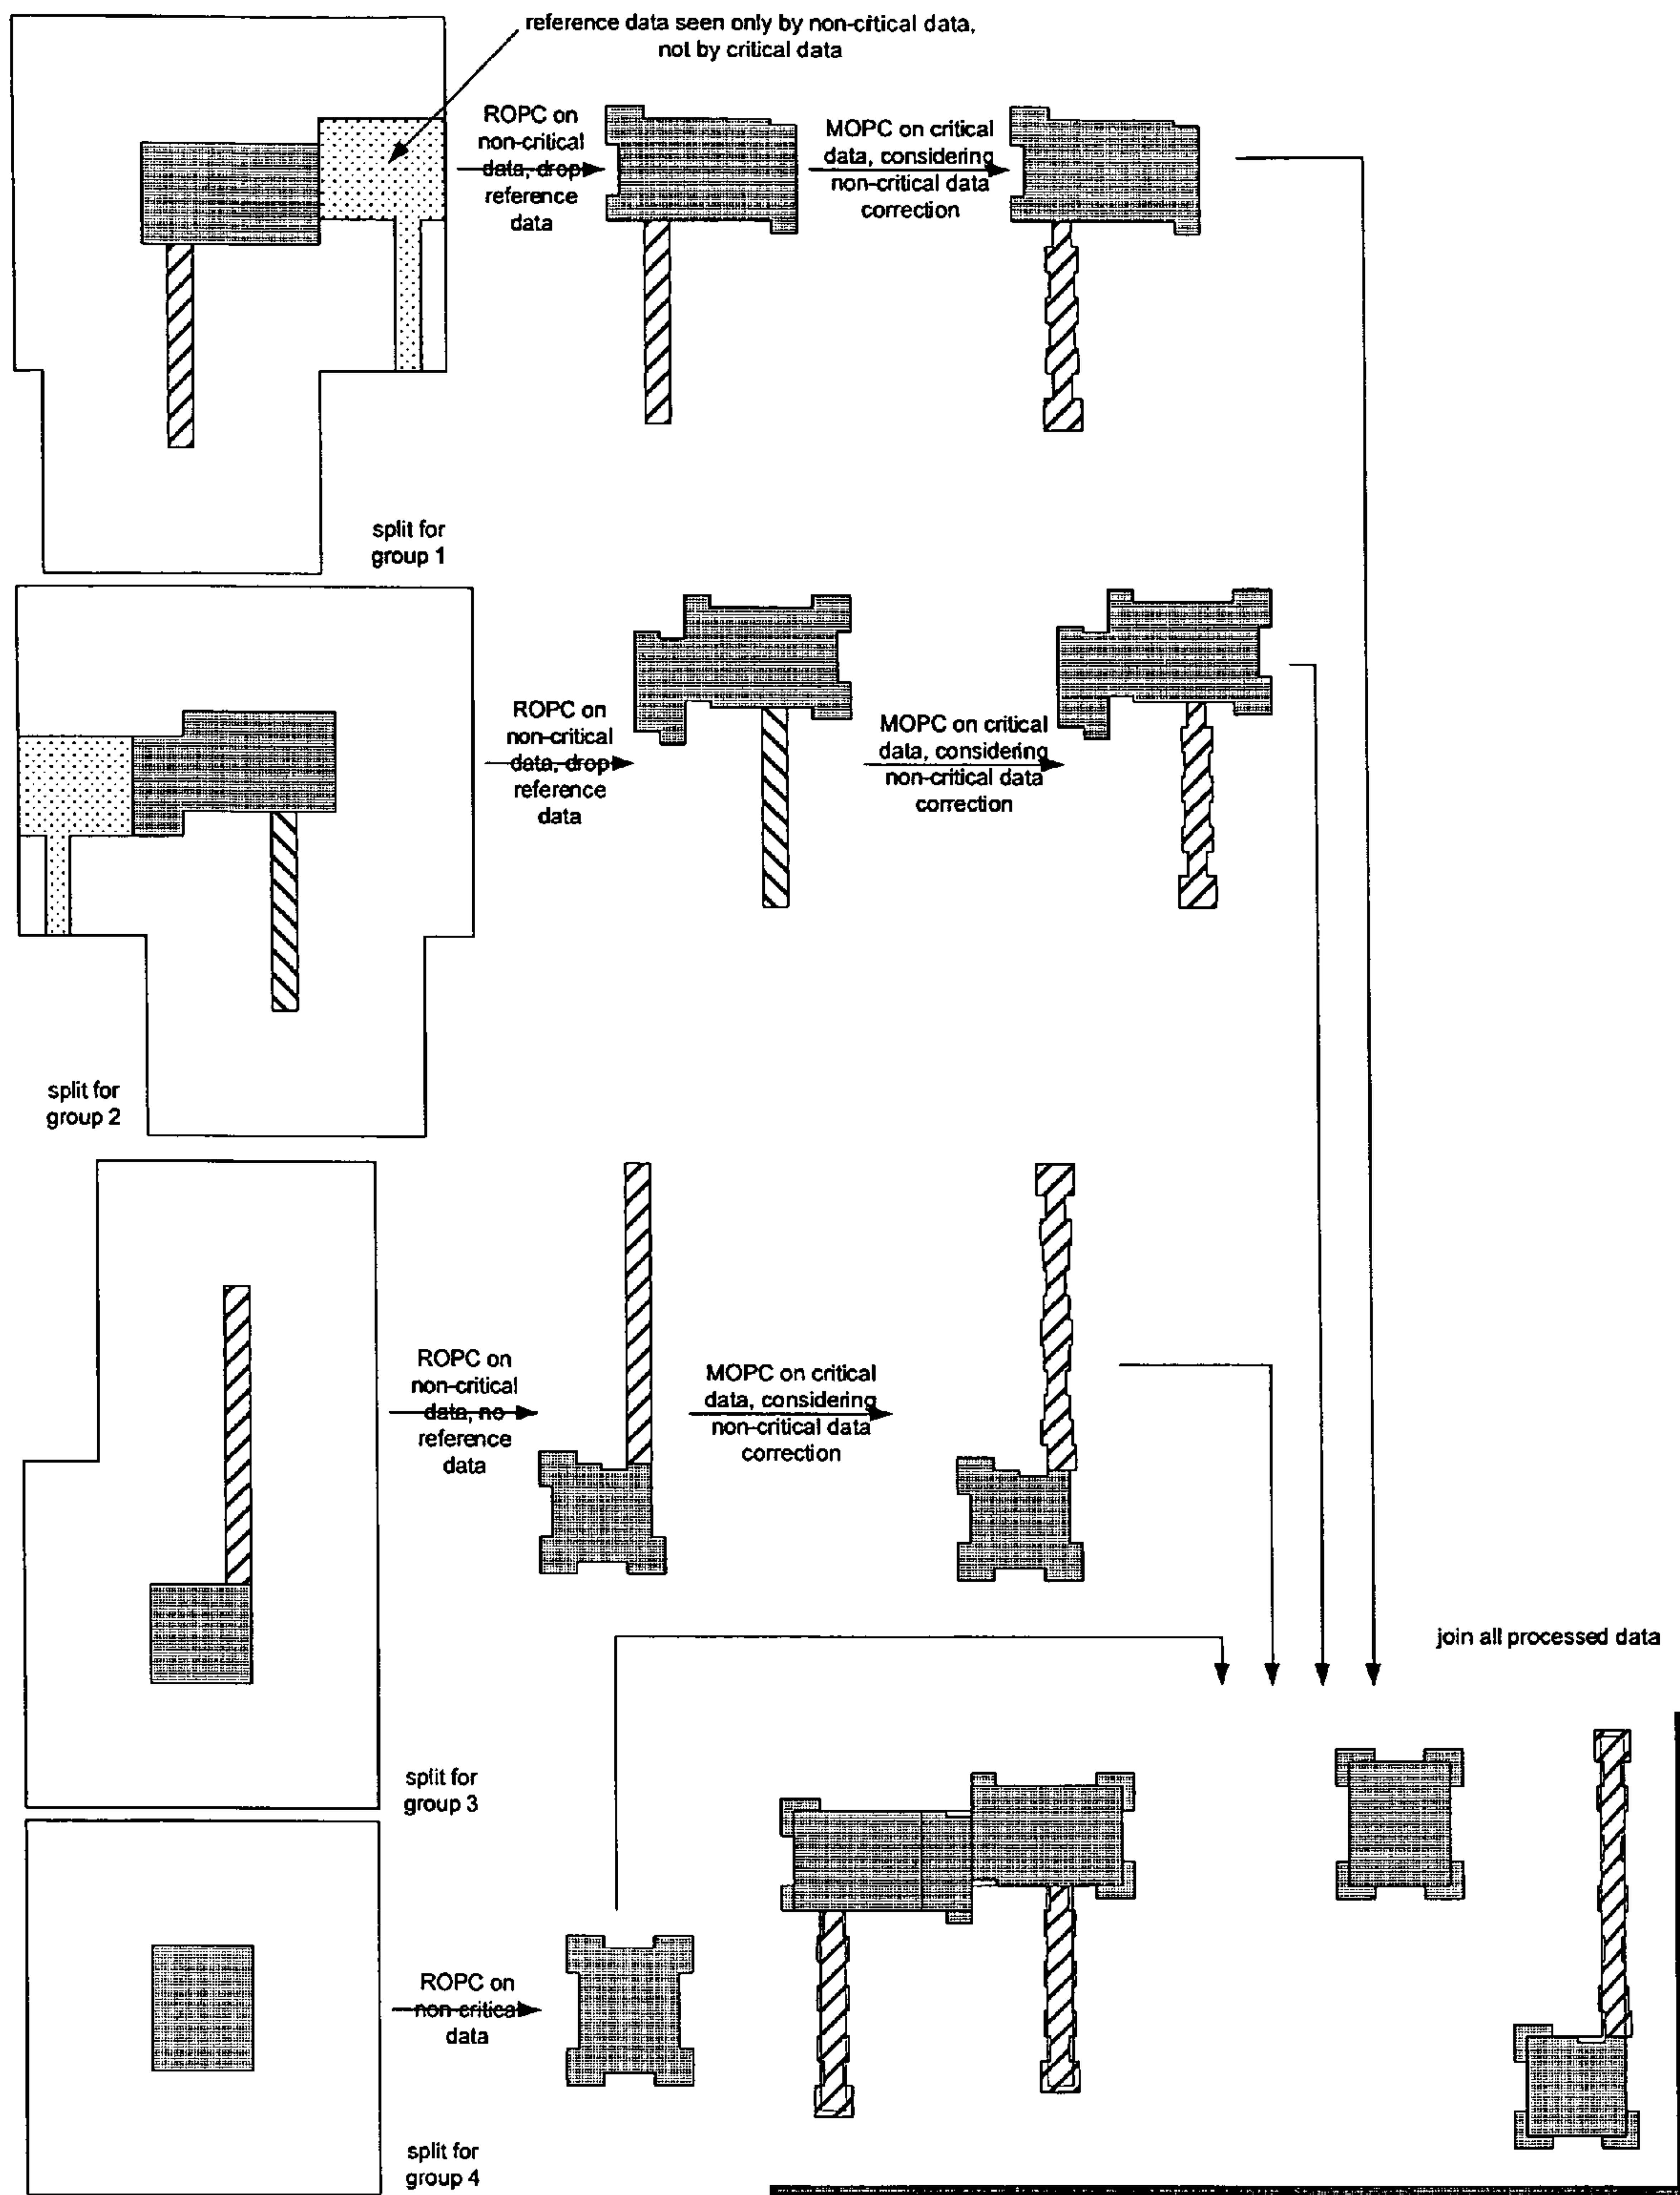 reference data seen only by non-critical data,
not by critical data
ROPC on
non-critical
data, drop
reference
data
MOPC on critical
data, considering
non-critical data
correction
split for
group 1
ROPC on
non-critical
data, drop
reference
data
MOPC on critical
data, considering
non-critical data
correction
split for
group 2
ROPC on
non-critical
data, no
reference
data
MOPC on critical
data, considering
non-critical data
correction
join all processed data
split for
group 3
ROPC on
non-critical
data
split for
group 4